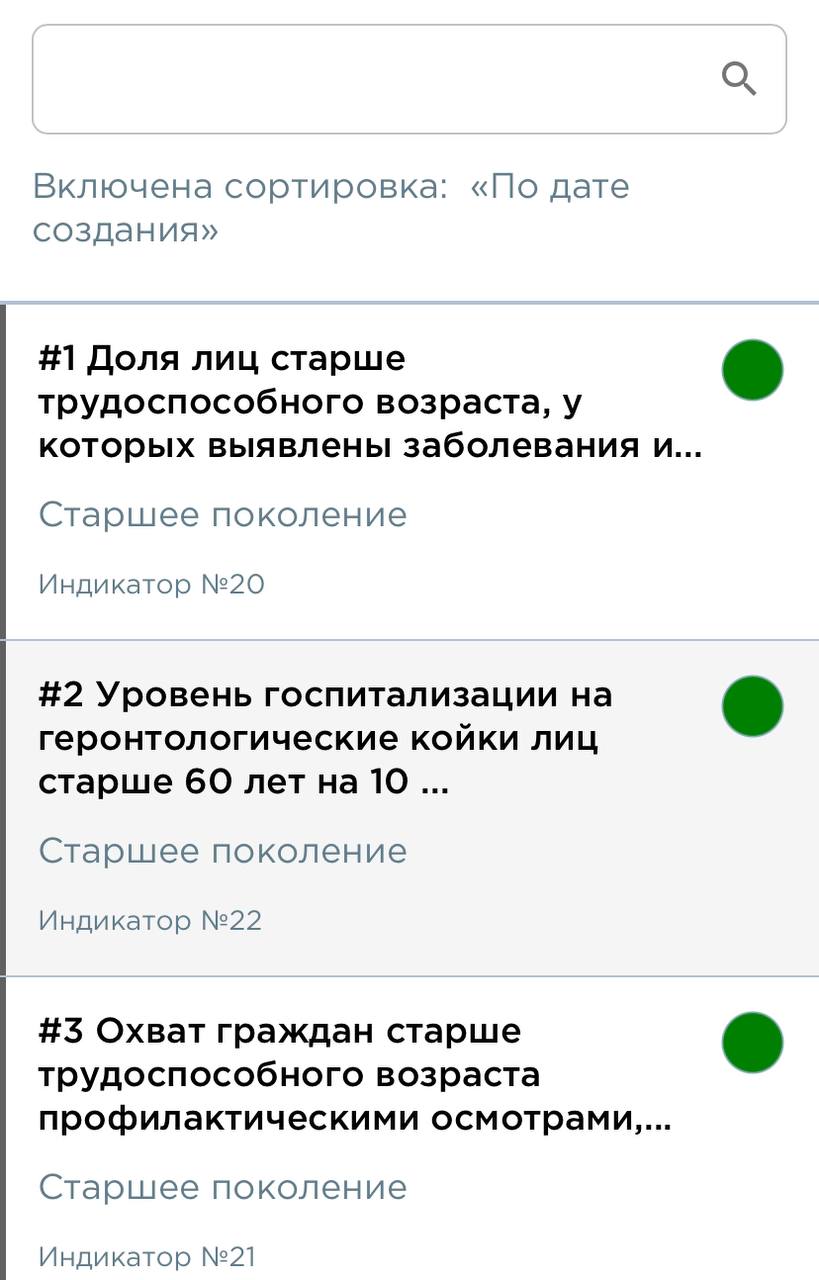 Включена сортировка: «По дате
создания»
#1 Доля лиц старше
трудоспособного возраста, у
которых выявлены заболевания и...
Старшее поколение
Индикатор №20
#2 Уровень госпитализации на
геронтологические койки лиц
старше 60 лет на 10 ...
Старшее поколение
Индикатор №22
#3 Охват граждан старше
трудоспособного возраста
профилактическими осмотрами,...
Старшее поколение
Индикатор №21